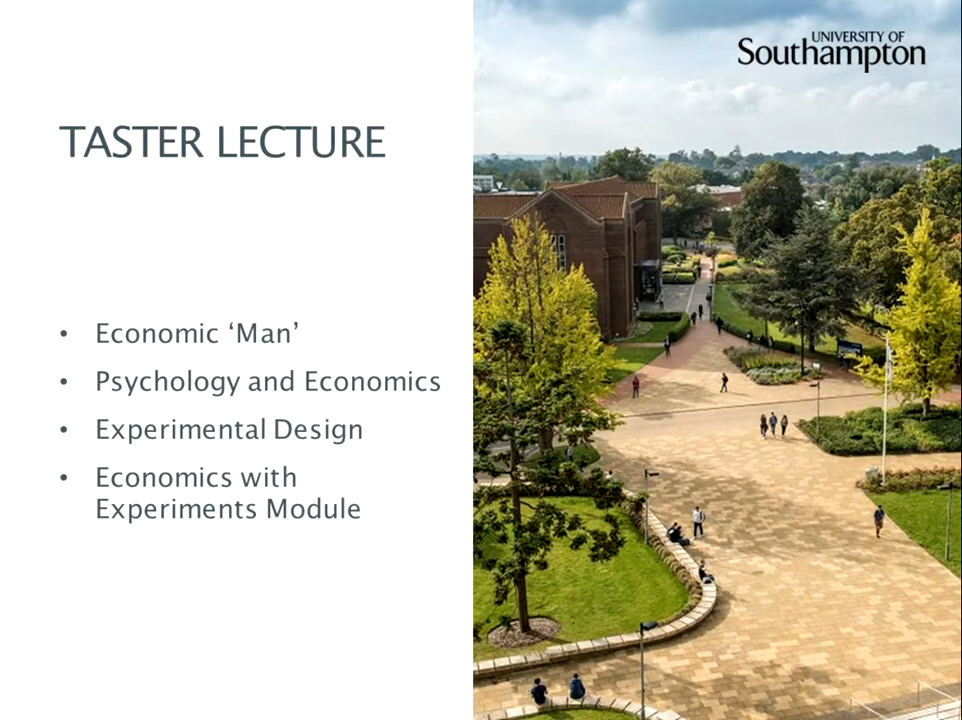 UNIVERSITY OF
Southampton
TASTER LECTURE
• Economic ‘Man’
• Psychology and Economics
• Experimental Design
• Economics with
Experiments Module